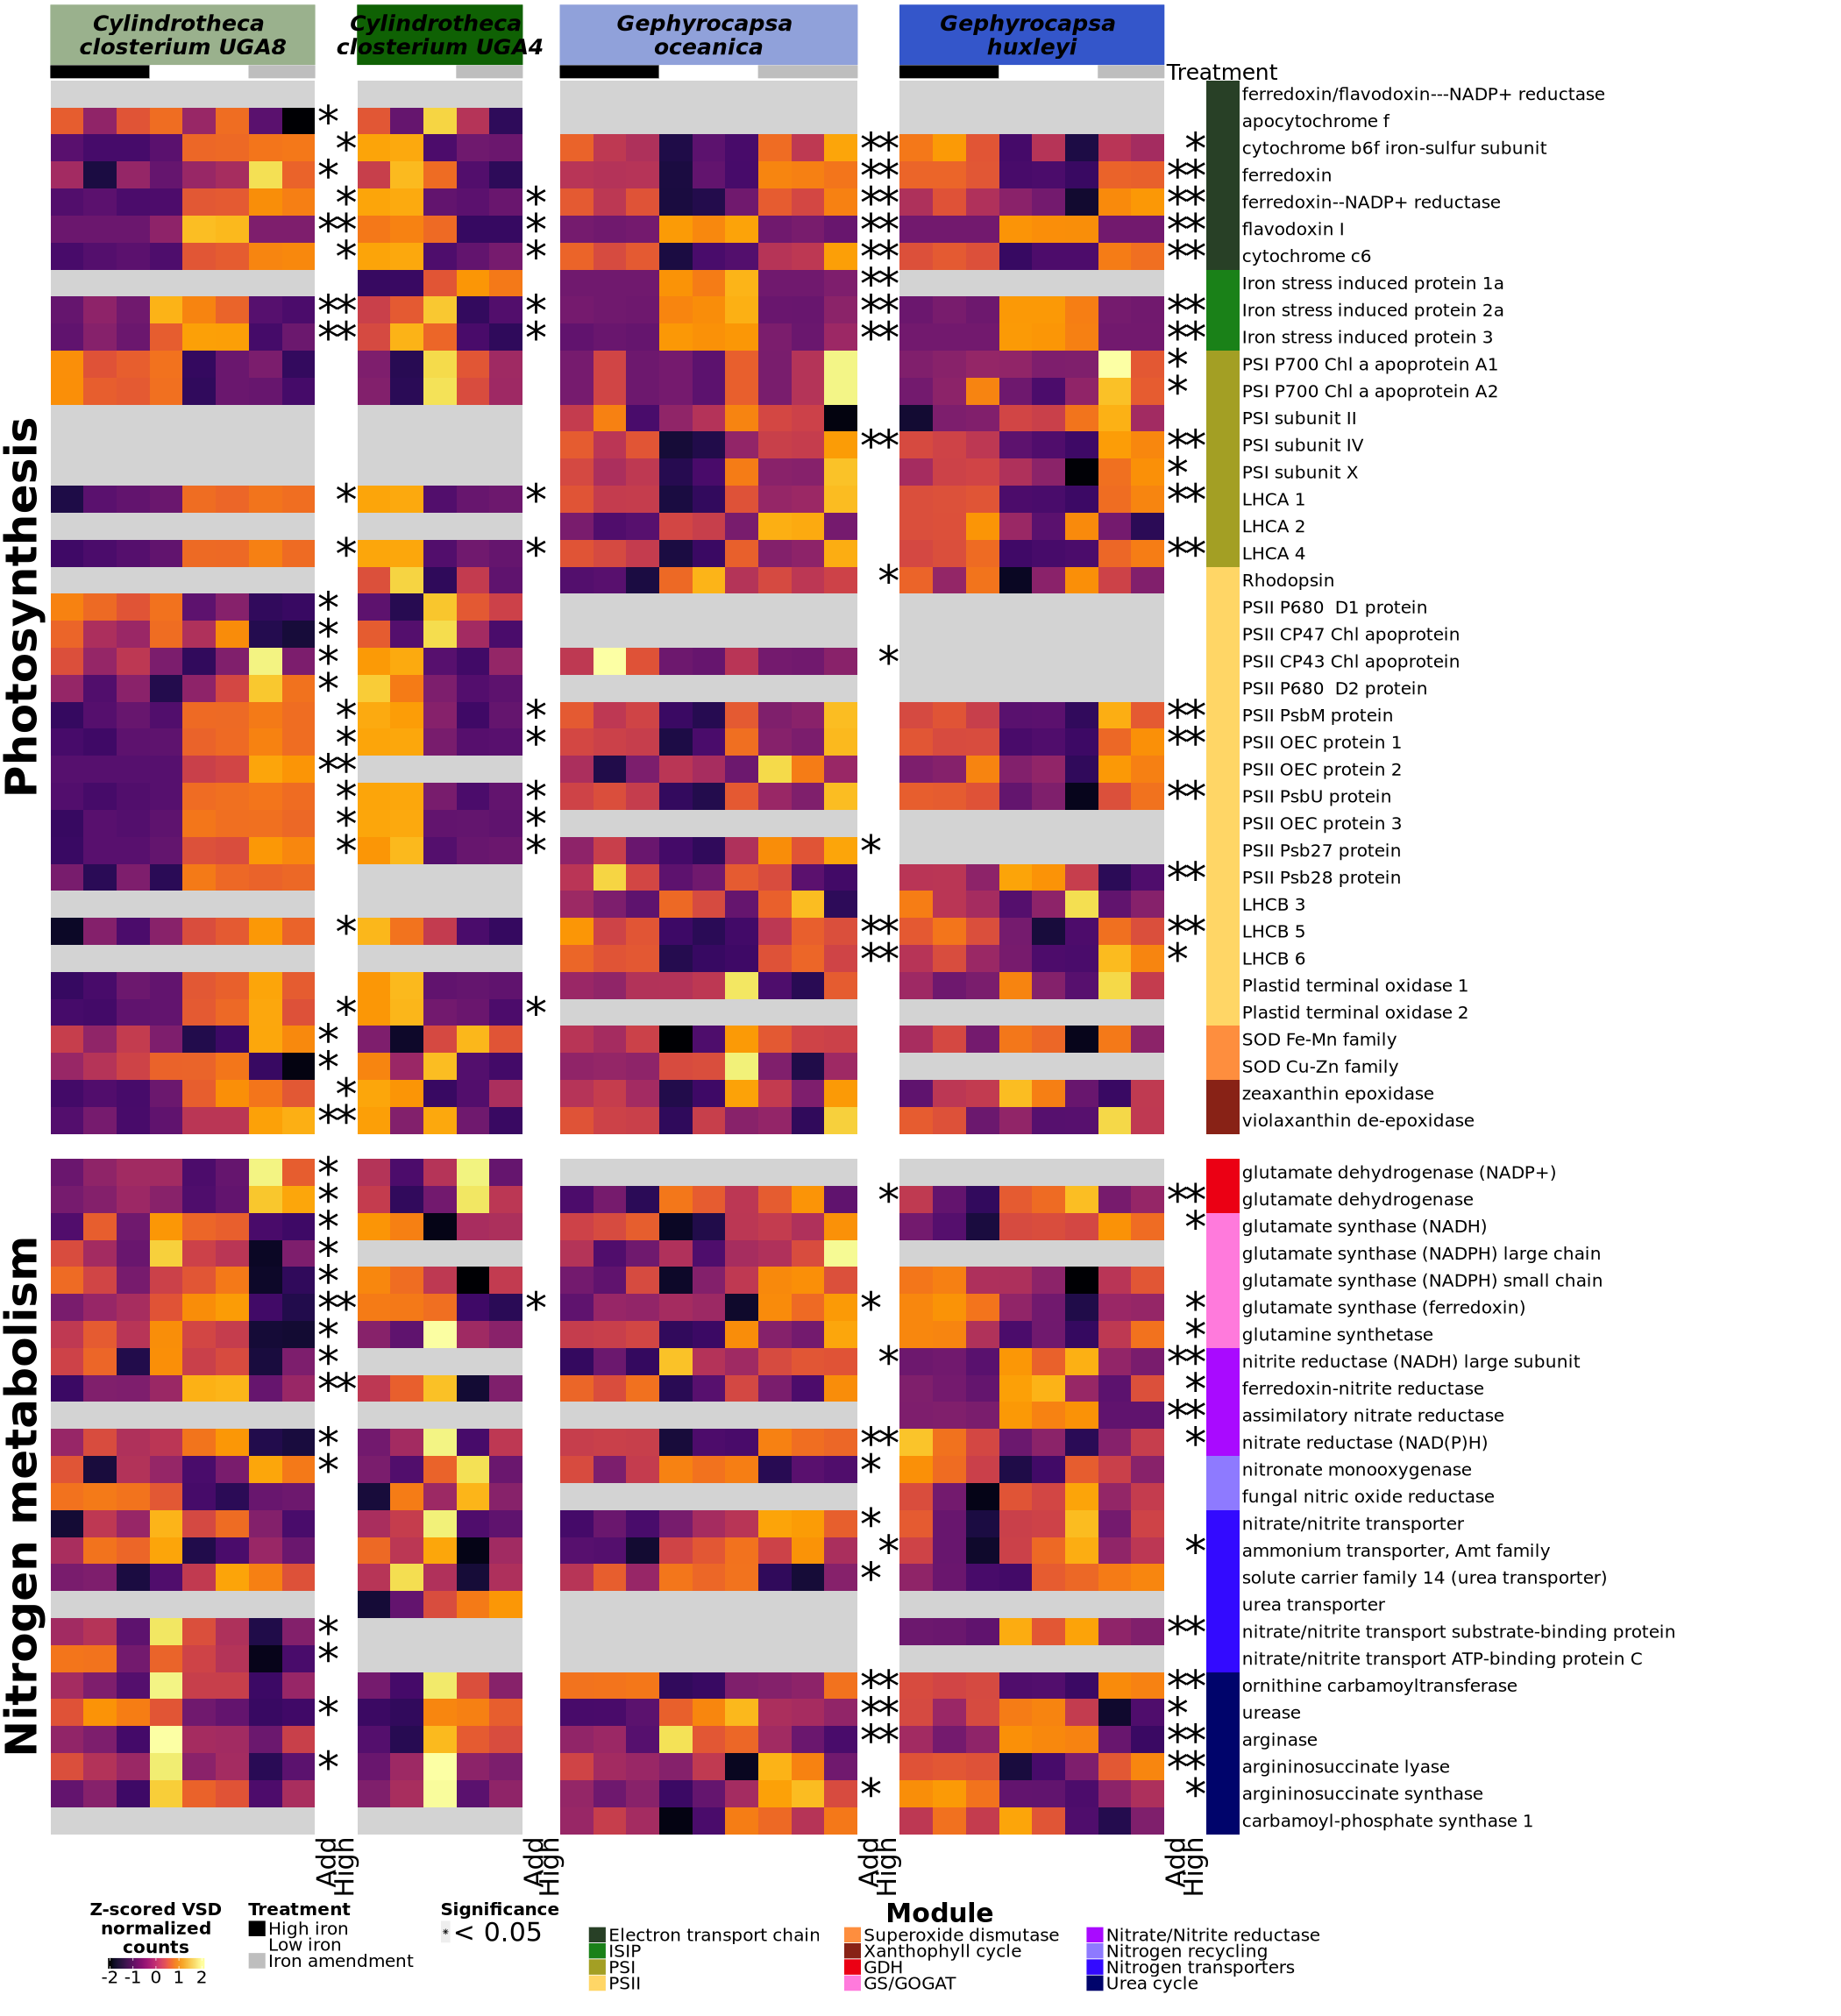 Cylindrotheca
closterium UGA8
Cylindrotheca
closterium UGA4
Gephyrocapsa
oceanica
Gephyrocapsa
huxleyi
Treatment
Photosynthesis
ferredoxin/flavodoxin---NADP+ reductase
apocytochrome f
cytochrome b6f iron-sulfur subunit
ferredoxin
ferredoxin--NADP+ reductase
flavodoxin I
cytochrome c6
Iron stress induced protein 1a
Iron stress induced protein 2a
Iron stress induced protein 3
PSI P700 Chl a apoprotein A1
PSI P700 Chl a apoprotein A2
PSI subunit II
PSI subunit IV
PSI subunit X
LHCA 1
LHCA 2
LHCA 4
Rhodopsin
PSII P680  D1 protein
PSII CP47 Chl apoprotein
PSII CP43 Chl apoprotein
PSII P680  D2 protein
PSII PsbM protein
PSII OEC protein 1
PSII OEC protein 2
PSII PsbU protein
PSII OEC protein 3
PSII Psb27 protein
PSII Psb28 protein
LHCB 3
LHCB 5
LHCB 6
Plastid terminal oxidase 1
Plastid terminal oxidase 2
SOD Fe-Mn family
SOD Cu-Zn family
zeaxanthin epoxidase
violaxanthin de-epoxidase
Nitrogen metabolism
glutamate dehydrogenase (NADP+)
glutamate dehydrogenase
glutamate synthase (NADH)
glutamate synthase (NADPH) large chain
glutamate synthase (NADPH) small chain
glutamate synthase (ferredoxin)
glutamine synthetase
nitrite reductase (NADH) large subunit
ferredoxin-nitrite reductase
assimilatory nitrate reductase
nitrate reductase (NAD(P)H)
nitronate monooxygenase
fungal nitric oxide reductase
nitrate/nitrite transporter
ammonium transporter, Amt family
solute carrier family 14 (urea transporter)
urea transporter
nitrate/nitrite transport substrate-binding protein
nitrate/nitrite transport ATP-binding protein C
ornithine carbamoyltransferase
urease
arginase
argininosuccinate lyase
argininosuccinate synthase
carbamoyl-phosphate synthase 1
Add
High
Add
High
Add
High
Add
High
Z-scored VSD
normalized
counts
-2 -1 0 1 2
Treatment
High iron
Low iron
Iron amendment
Significance
* < 0.05
Module
Electron transport chain
ISIP
PSI
PSII
Superoxide dismutase
Xanthophyll cycle
GDH
GS/GOGAT
Nitrate/Nitrite reductase
Nitrogen recycling
Nitrogen transporters
Urea cycle